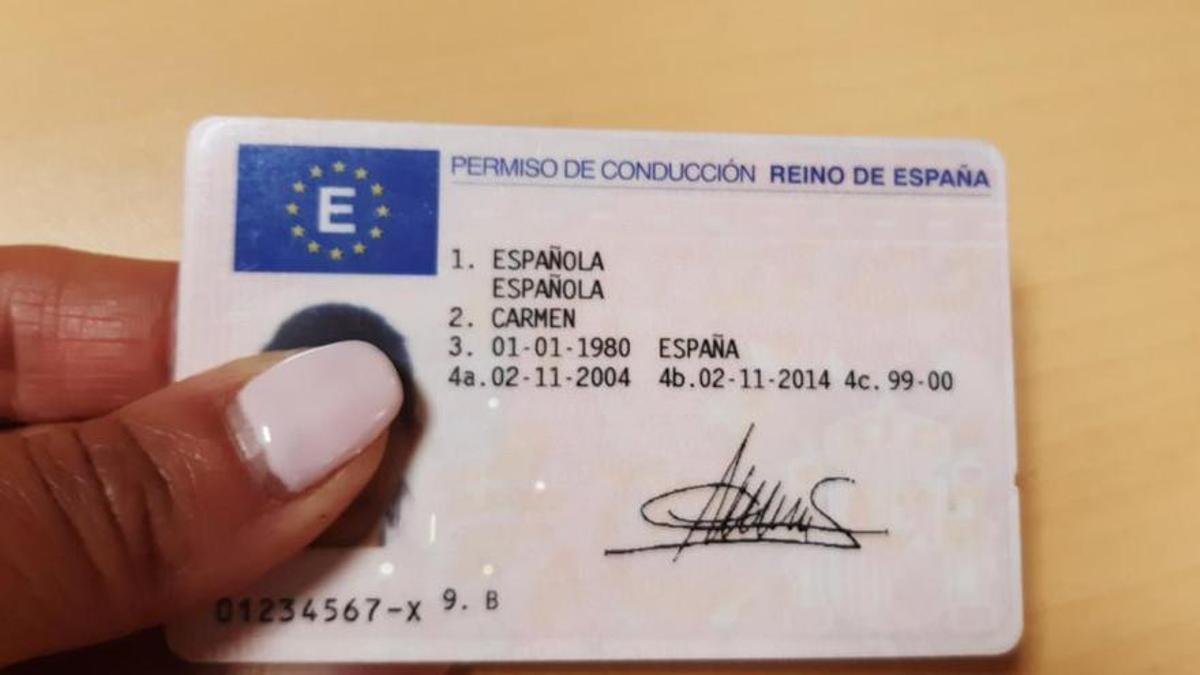 E
PERMISO DE CONDUCCIÓN REINO DE ESPAÑA
1. ESPAÑOLA
ESPAÑOLA
2. CARMEN
3. 01-01-1980 ESPAÑA
4a.02-11-2004 4b.02-11-2014 4c.99-00
01234567-X 9. B